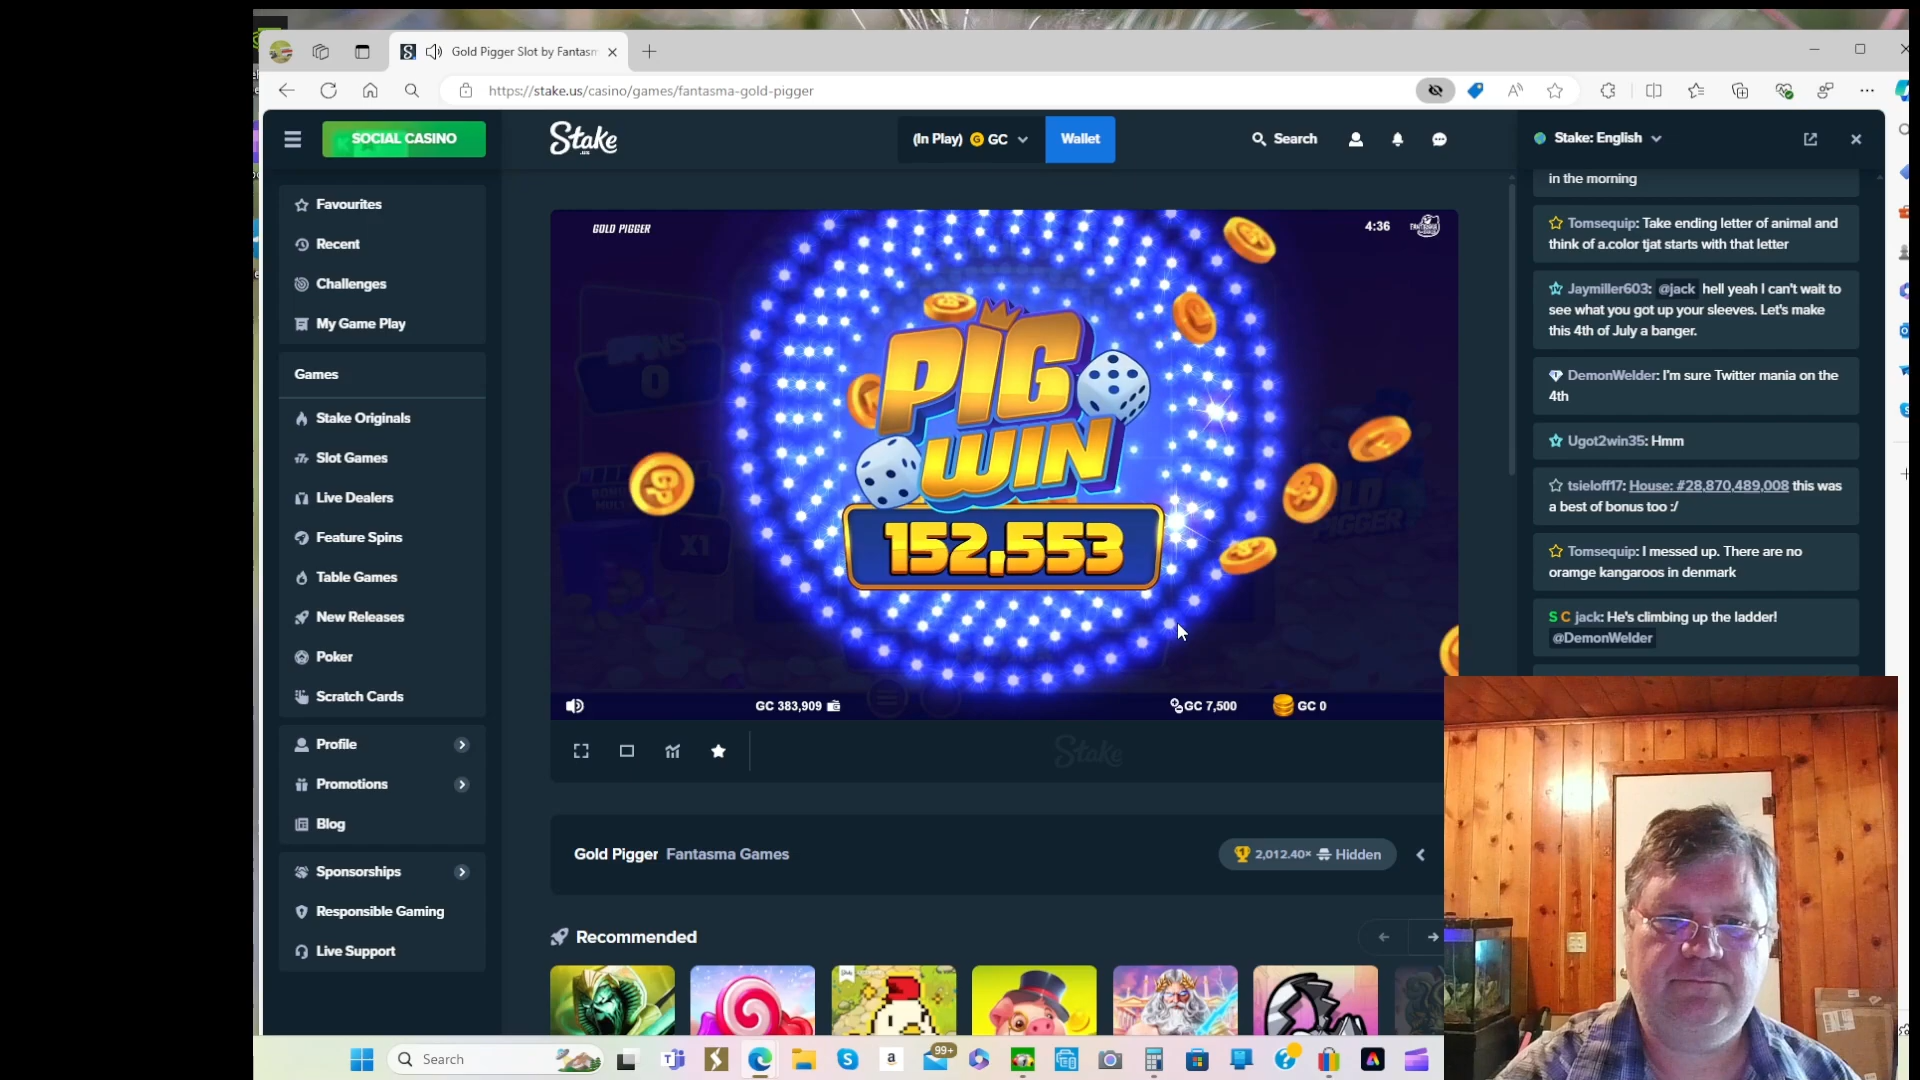 Gold Pigger Slot by Fantasm
https://stake.us/casino/games/fantasma-gold-pigger
SOCIAL CASINO
Stake
.us
(In Play) GC
Wallet
Search
Stake: English
Favourites
Recent
Challenges
My Game Play
Games
Stake Originals
Slot Games
Live Dealers
Feature Spins
Table Games
New Releases
Poker
Scratch Cards
Profile
Promotions
Blog
Sponsorships
Responsible Gaming
Live Support
GOLD PIGGER
4:36
SPINS
0
X1
GOLD
PIGGER
PIG
WIN
152,553
GC 383,909
GC 7,500
GC 0
Stake
Gold Pigger Fantasma Games
2,012.40× Hidden
Recommended
in the morning
Tomsequip: Take ending letter of animal and
think of a.color tjat starts with that letter
Jaymiller603: @jack hell yeah I can't wait to
see what you got up your sleeves. Let's make
this 4th of July a banger.
DemonWelder: I'm sure Twitter mania on the
4th
Ugot2win35: Hmm
tsieloff17: House: #28,870,489,008 this was
a best of bonus too :/
Tomsequip: I messed up. There are no
oramge kangaroos in denmark
S C jack: He's climbing up the ladder!
@DemonWelder
Search
99+